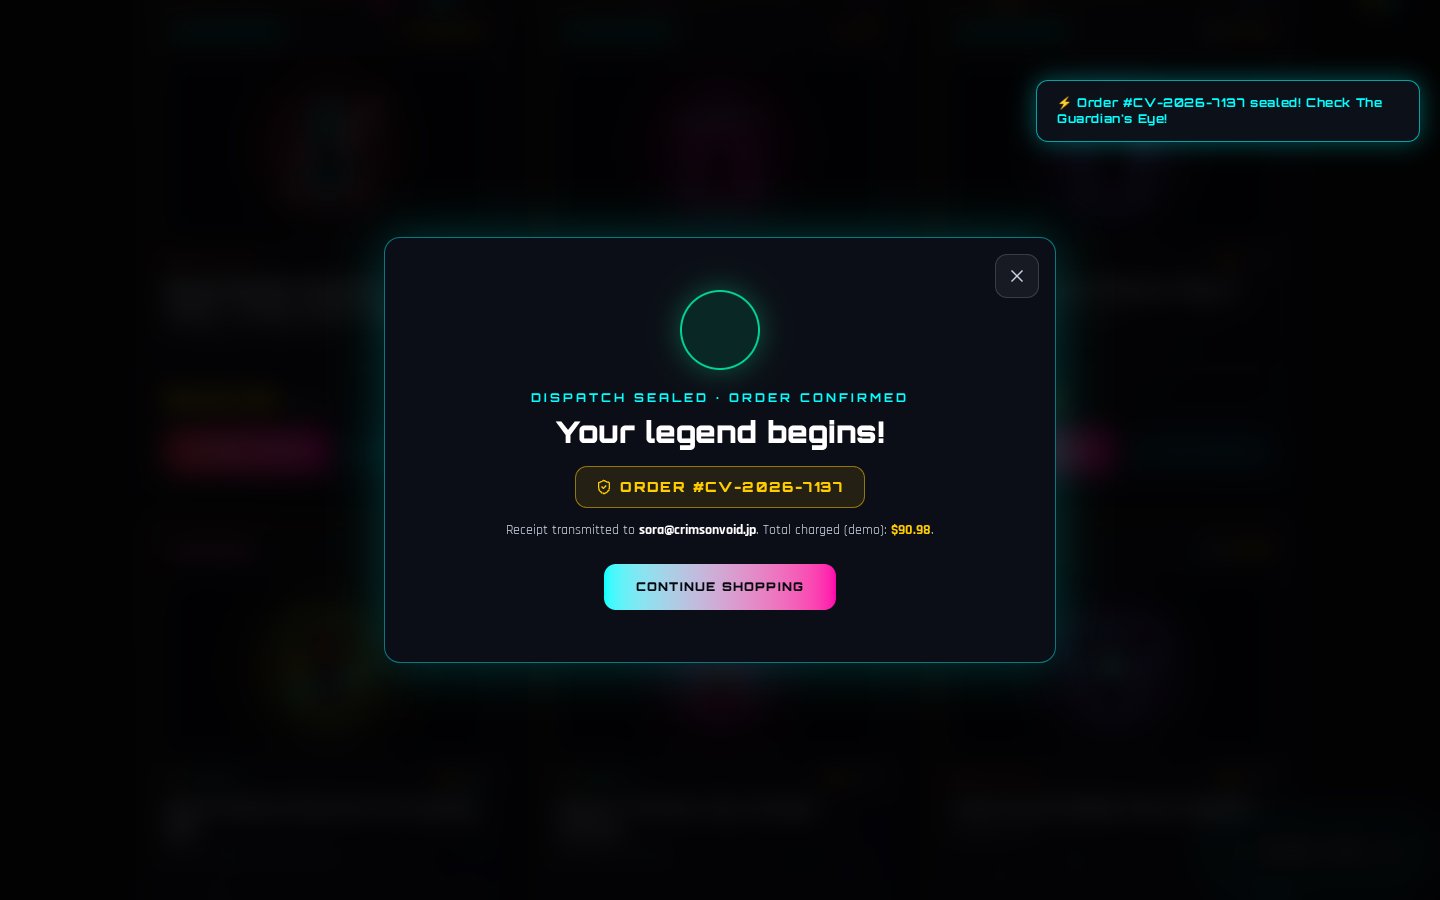 ⚡ Order #CV-2026-7137 sealed! Check The
Guardian's Eye!
DISPATCH SEALED · ORDER CONFIRMED
Your legend begins!
ORDER #CV-2026-7137
Receipt transmitted to sora@crimsonvoid.jp. Total charged (demo): $90.98.
CONTINUE SHOPPING